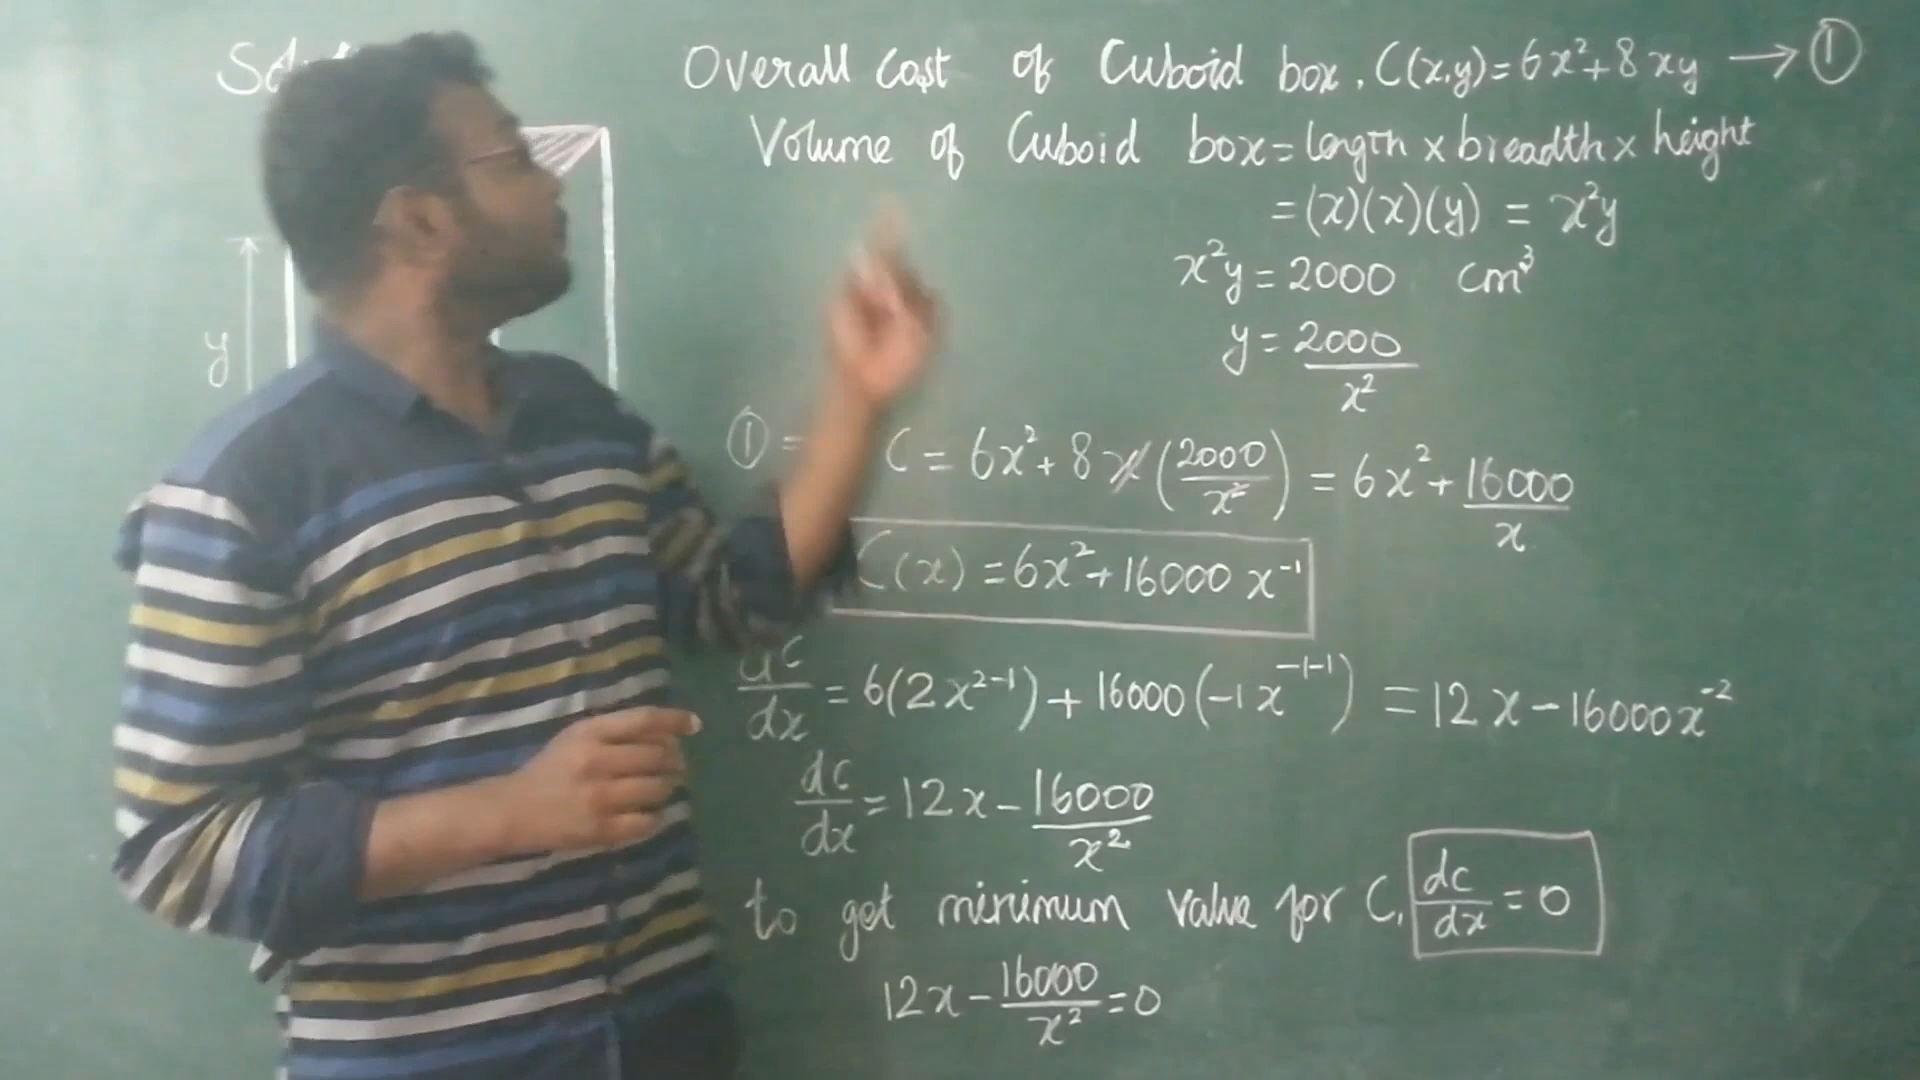 Overall Cost of Cuboid box, C(x,y)=6x²+8xy → ①
Volume of Cuboid box=length x breadth x height
=(x)(x)(y) = x²y
x²y=2000 cm³
y
y=2000/x²
① = C = 6x²+8x(2000/x²) = 6x²+16000/x
C(x)=6x²+16000x⁻¹
dc/dx=6(2x²⁻¹)+16000(-1x⁻¹⁻¹) =12x-16000x⁻²
dc/dx=12x-16000/x²
to get minimum value for C, dc/dx=0
12x-16000/x²=0